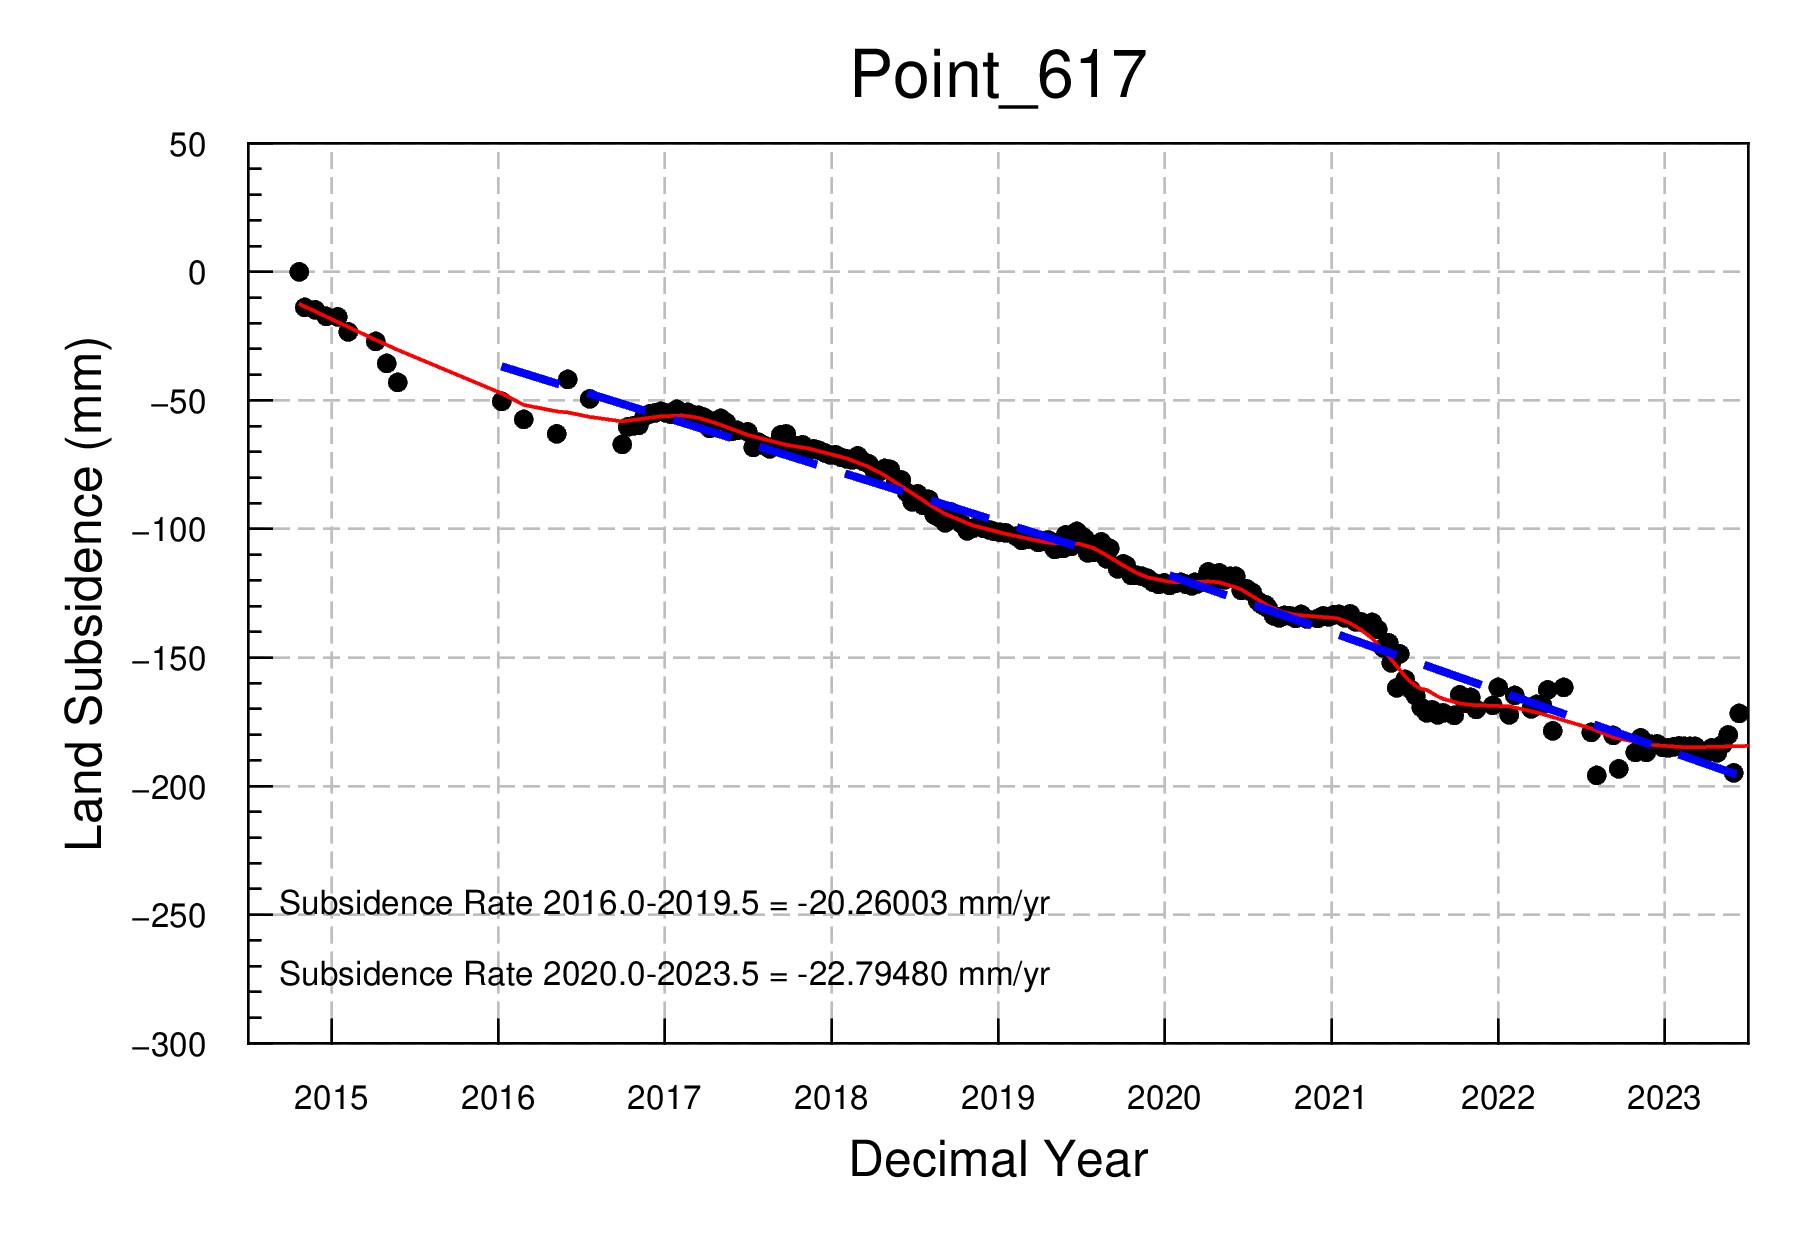 Point_617
50
0
−50
−100
−150
−200
−250
−300
Land Subsidence (mm)
Subsidence Rate 2016.0-2019.5 = -20.26003 mm/yr
Subsidence Rate 2020.0-2023.5 = -22.79480 mm/yr
2015 2016 2017 2018 2019 2020 2021 2022 2023
Decimal Year